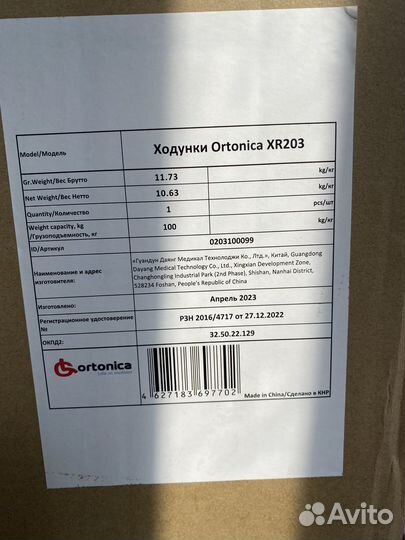 Model/Модель Ходунки Ortonica XR203
Gr.Weight/Вес Брутто 11.73 kg/кг
Net Weight/Вес Нетто 10.63 kg/кг
Quantity/Количество 1 pcs/шт
Weight capacity, kg
/Грузоподъемность, кг 100 kg/кг
ID/Артикул 0203100099
Наименования и адрес
изготовителя:
«Гуандун Даянг Медикал Технолоджи Ко., Лтд.», Китай, Guangdong
Dayang Medical Technology Co., Ltd., Xingxian Development Zone,
Changhongling Industrial Park (2nd Phase), Shishan, Nanhai District,
528234 Foshan, People's Republic of China
Изготовлено: Апрель 2023
Регистрационное удостоверение
№ РЗН 2016/4717 от 27.12.2022
ОКПД2: 32.50.22.129
ortonica
4 627183 697702
Made in China/Сделано в КНР
Avito